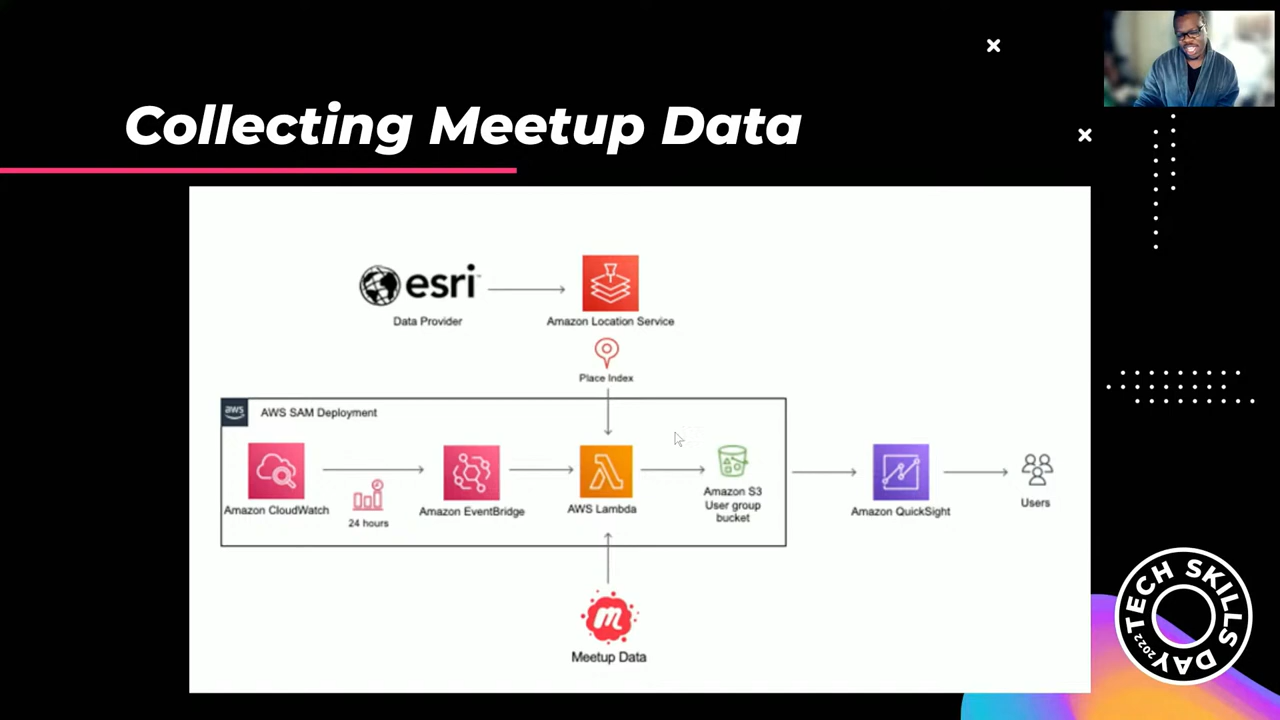 Collecting Meetup Data
esri
Data Provider
Amazon Location Service
Place Index
aws
AWS SAM Deployment
Amazon CloudWatch
24 hours
Amazon EventBridge
AWS Lambda
Amazon S3
User group
bucket
Amazon QuickSight
Users
m
Meetup Data
TECH SKILLS DAY 2022